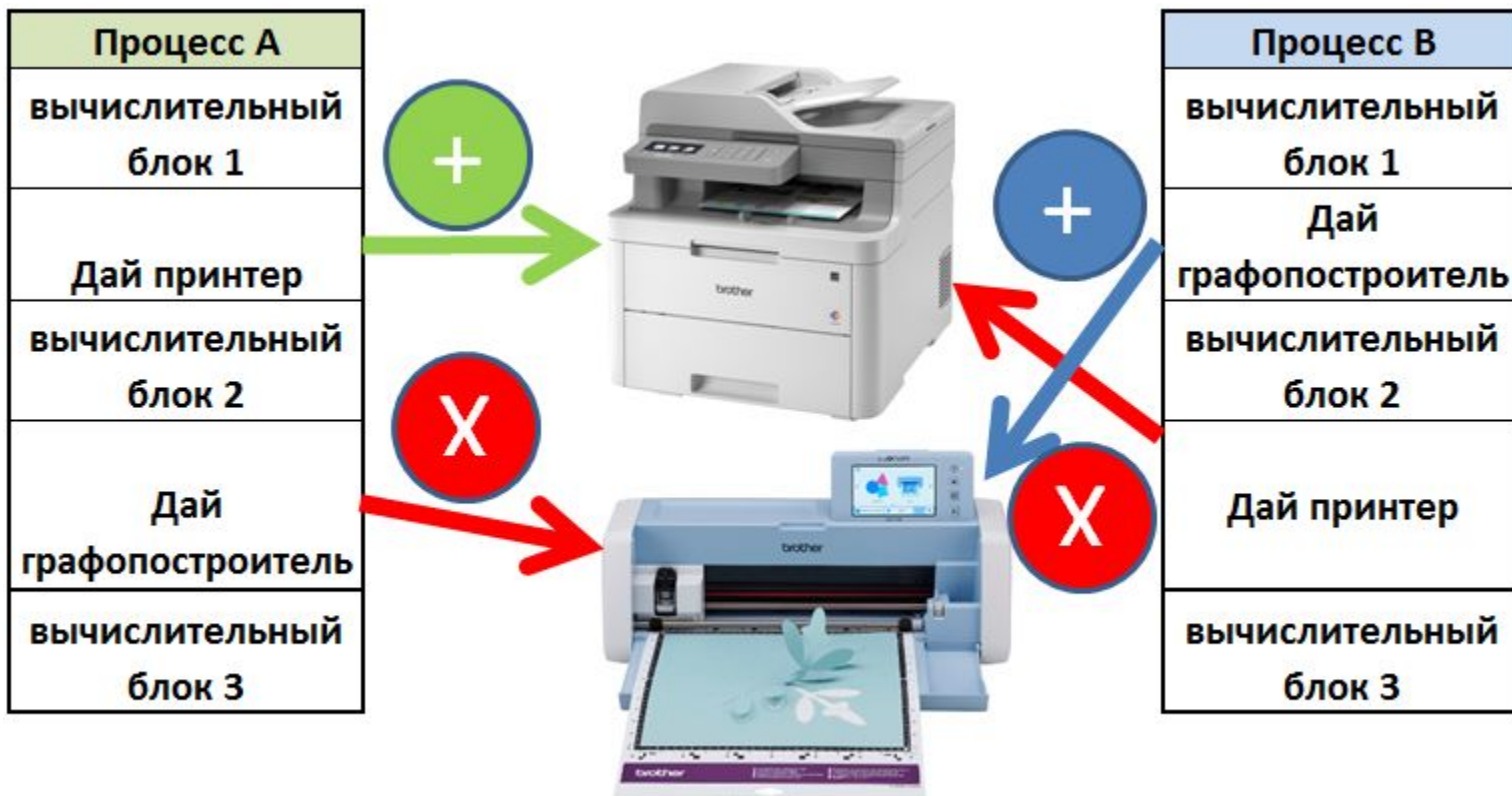 Процесс А
вычислительный
блок 1
Дай принтер
вычислительный
блок 2
Дай
графопостроитель
вычислительный
блок 3
+
X
brother
brother
brother
+
X
Процесс В
вычислительный
блок 1
Дай
графопостроитель
вычислительный
блок 2
Дай принтер
вычислительный
блок 3